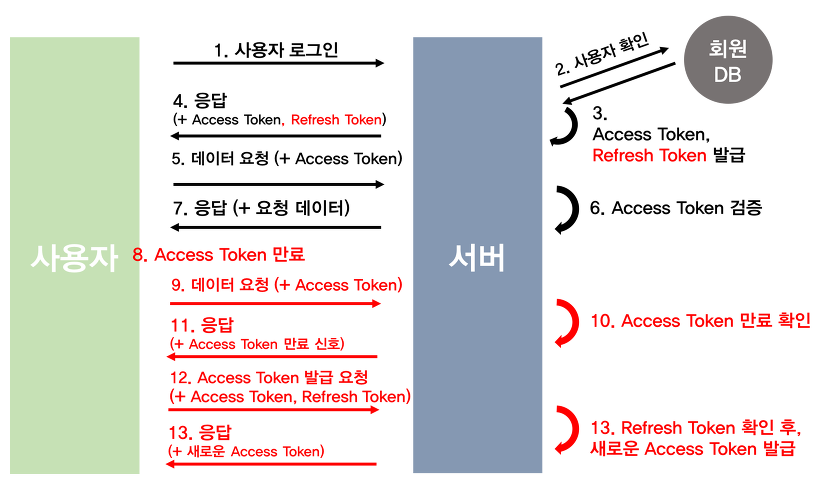 1. 사용자 로그인
2. 사용자 확인
회원
DB
4. 응답
(+ Access Token, Refresh Token)
3.
Access Token,
Refresh Token 발급
5. 데이터 요청 (+ Access Token)
7. 응답 (+ 요청 데이터)
6. Access Token 검증
사용자
8. Access Token 만료
서버
9. 데이터 요청 (+ Access Token)
10. Access Token 만료 확인
11. 응답
(+ Access Token 만료 신호)
12. Access Token 발급 요청
(+ Access Token, Refresh Token)
13. 응답
(+ 새로운 Access Token)
13. Refresh Token 확인 후,
새로운 Access Token 발급